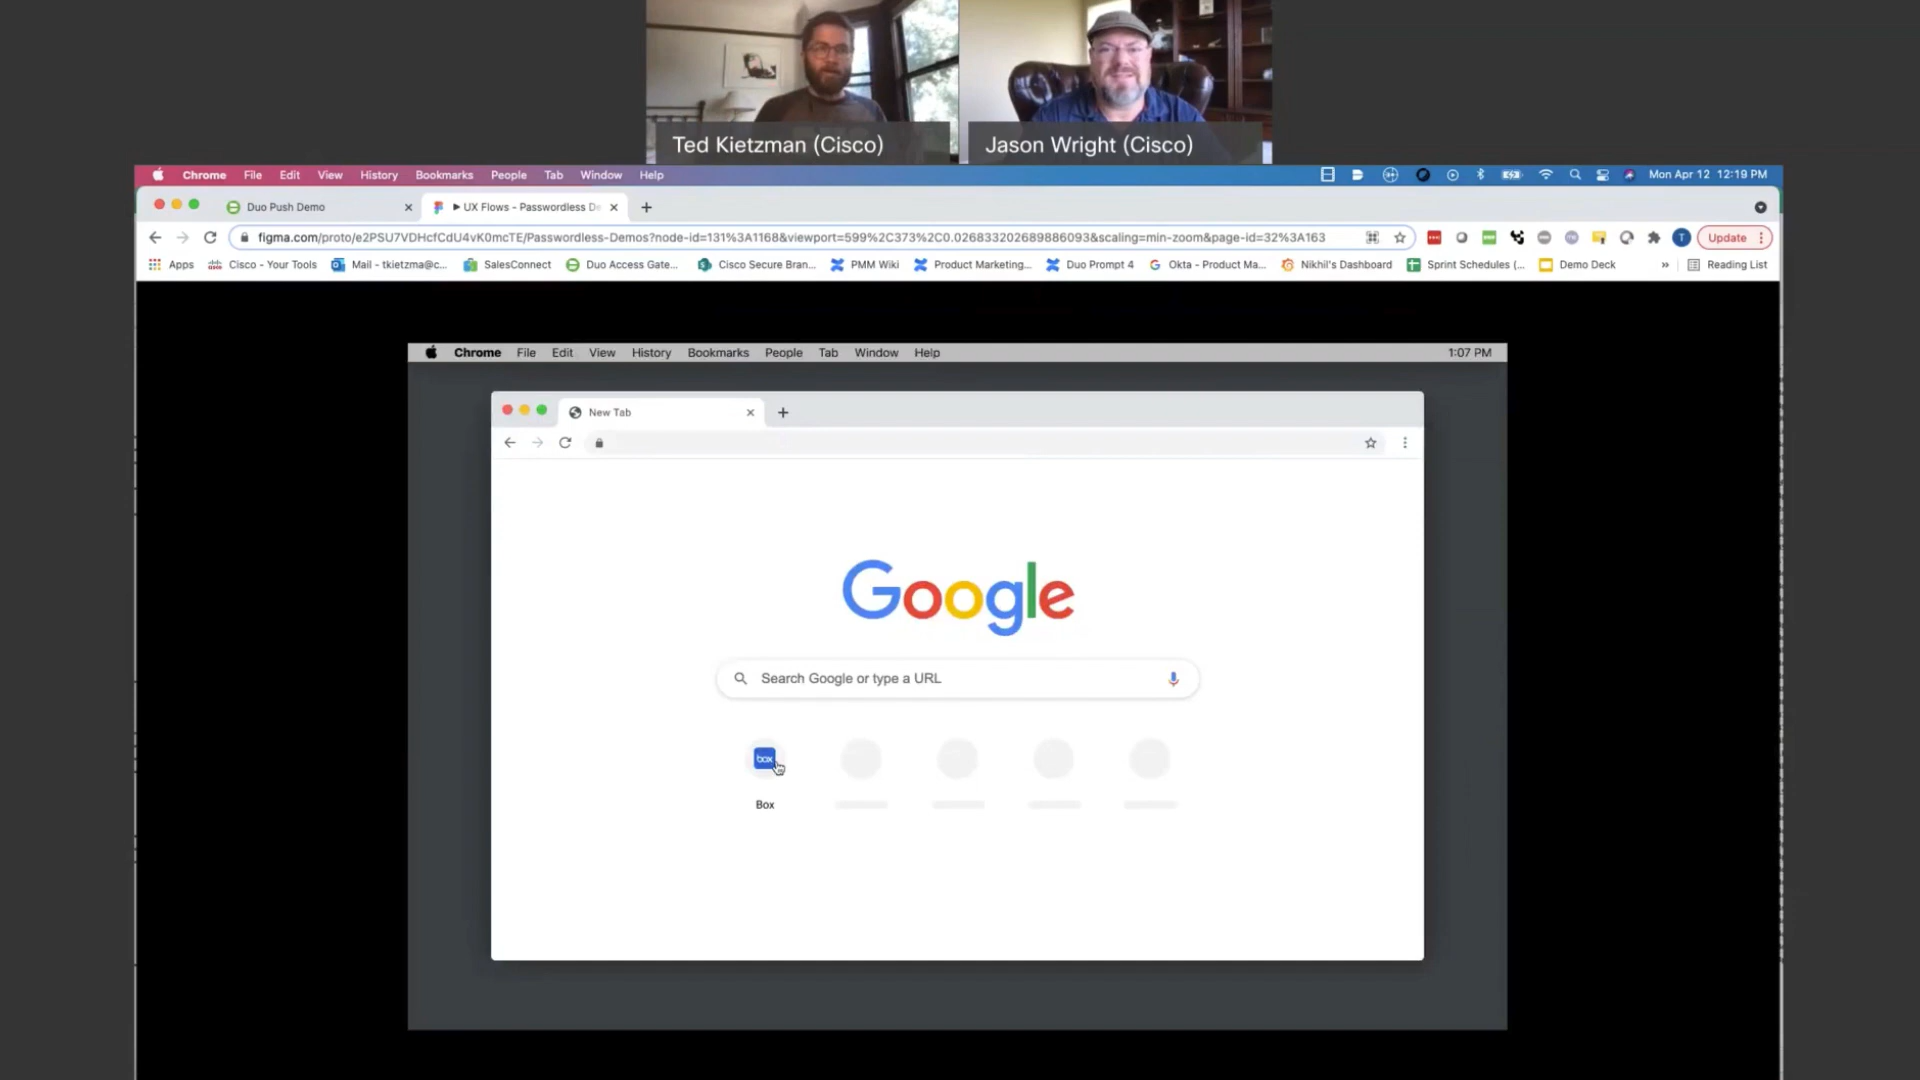 Ted Kietzman (Cisco)
Jason Wright (Cisco)
Chrome File Edit View History Bookmarks People Tab Window Help
Mon Apr 12 12:19 PM
Duo Push Demo
UX Flows - Passwordless De
figma.com/proto/e2PSU7VDHcfCdU4vK0mcTE/Passwordless-Demos?node-id=131%3A1168&viewport=599%2C373%2C0.026833202689886093&scaling=min-zoom&page-id=32%3A163
T
Update
Apps
Cisco - Your Tools
Mail - tkietzma@c...
SalesConnect
Duo Access Gate...
Cisco Secure Bran...
PMM Wiki
Product Marketing...
Duo Prompt 4
Okta - Product Ma...
Nikhil's Dashboard
Sprint Schedules (...
Demo Deck
»
Reading List
Chrome File Edit View History Bookmarks People Tab Window Help
1:07 PM
New Tab
Google
Search Google or type a URL
box
Box